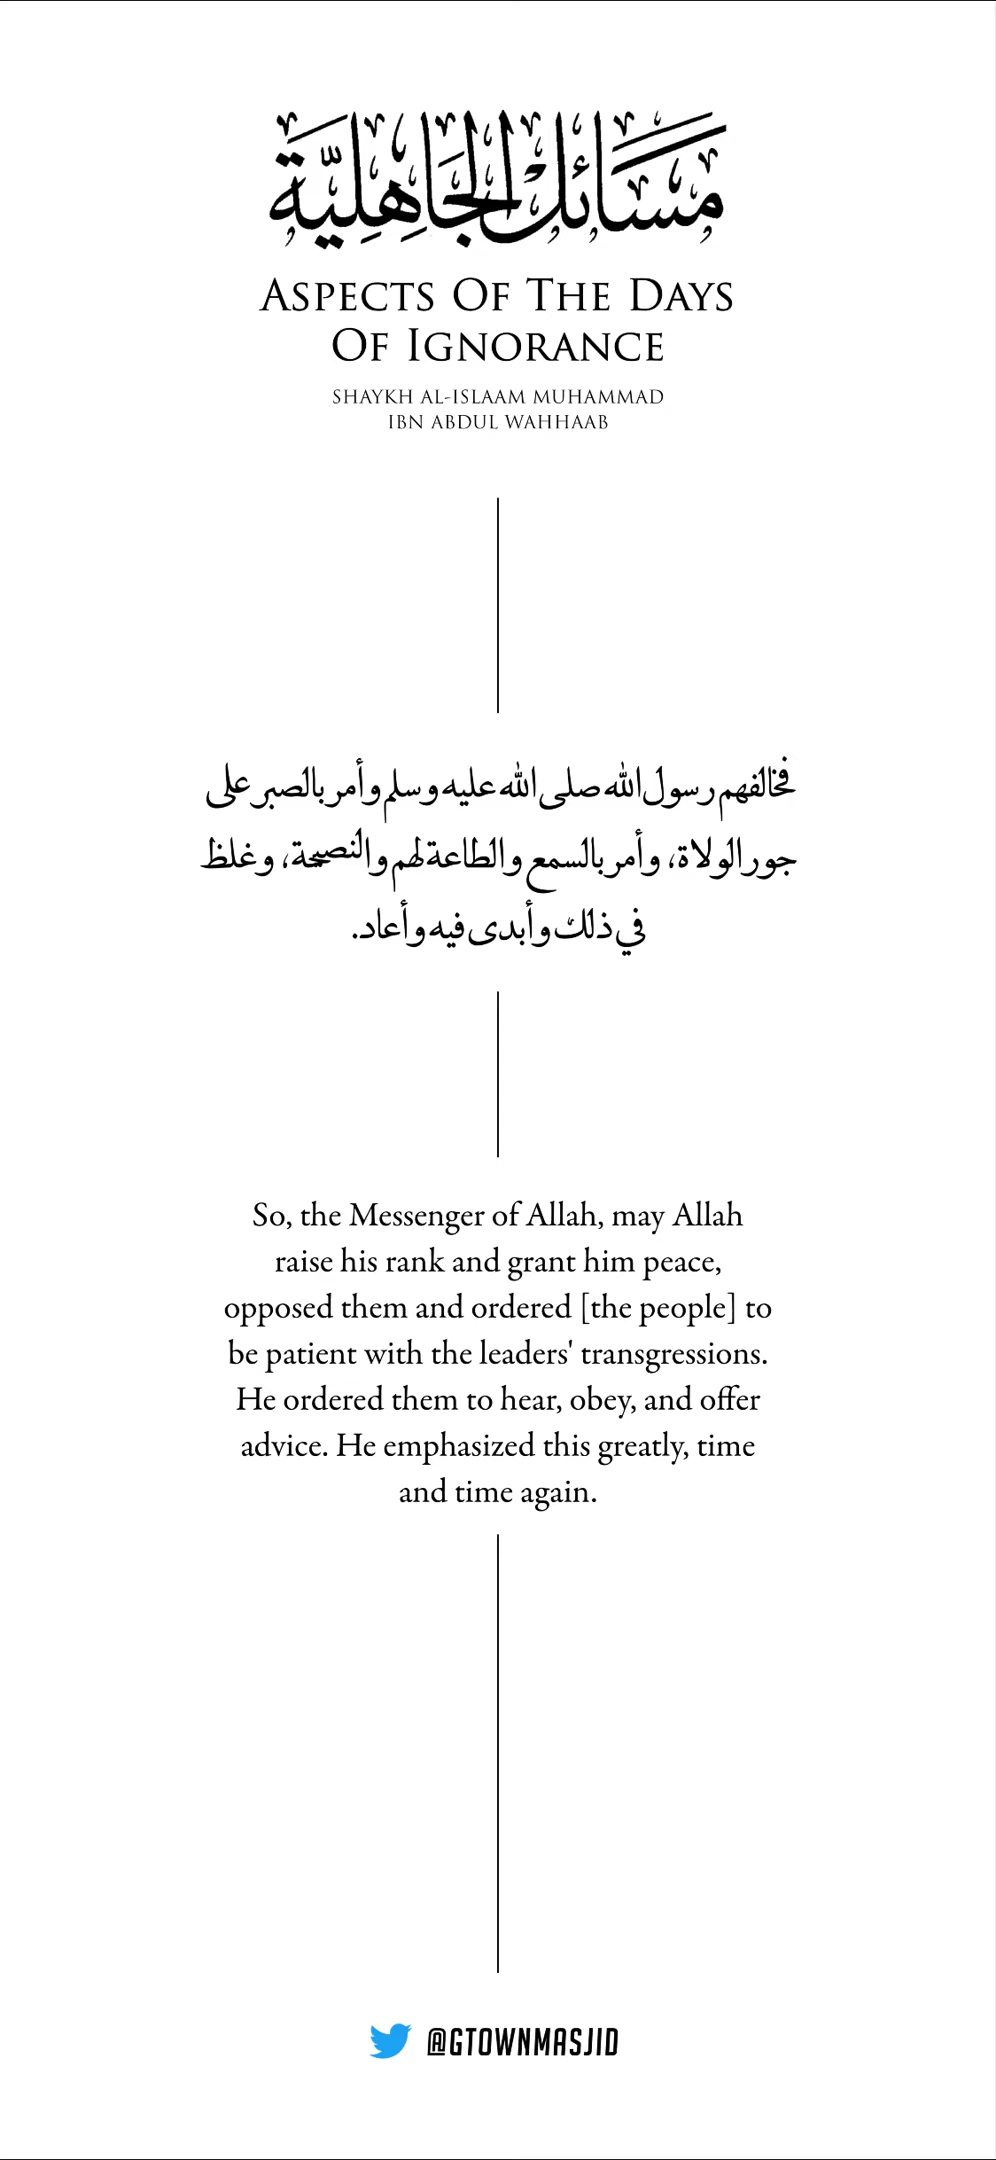 مَسَائِلُ الجَاهِلِيَّةِ
ASPECTS OF THE DAYS
OF IGNORANCE
SHAYKH AL-ISLAAM MUHAMMAD
IBN ABDUL WAHHAAB
فخالفهم رسول الله صلى الله عليه وسلم وأمر بالصبر على
جور الولاة، وأمر بالسمع والطاعة لهم والنصيحة، وغلظ
في ذلك وأبدى فيه وأعاد.
So, the Messenger of Allah, may Allah
raise his rank and grant him peace,
opposed them and ordered [the people] to
be patient with the leaders' transgressions.
He ordered them to hear, obey, and offer
advice. He emphasized this greatly, time
and time again.
@GTOWNMASJID